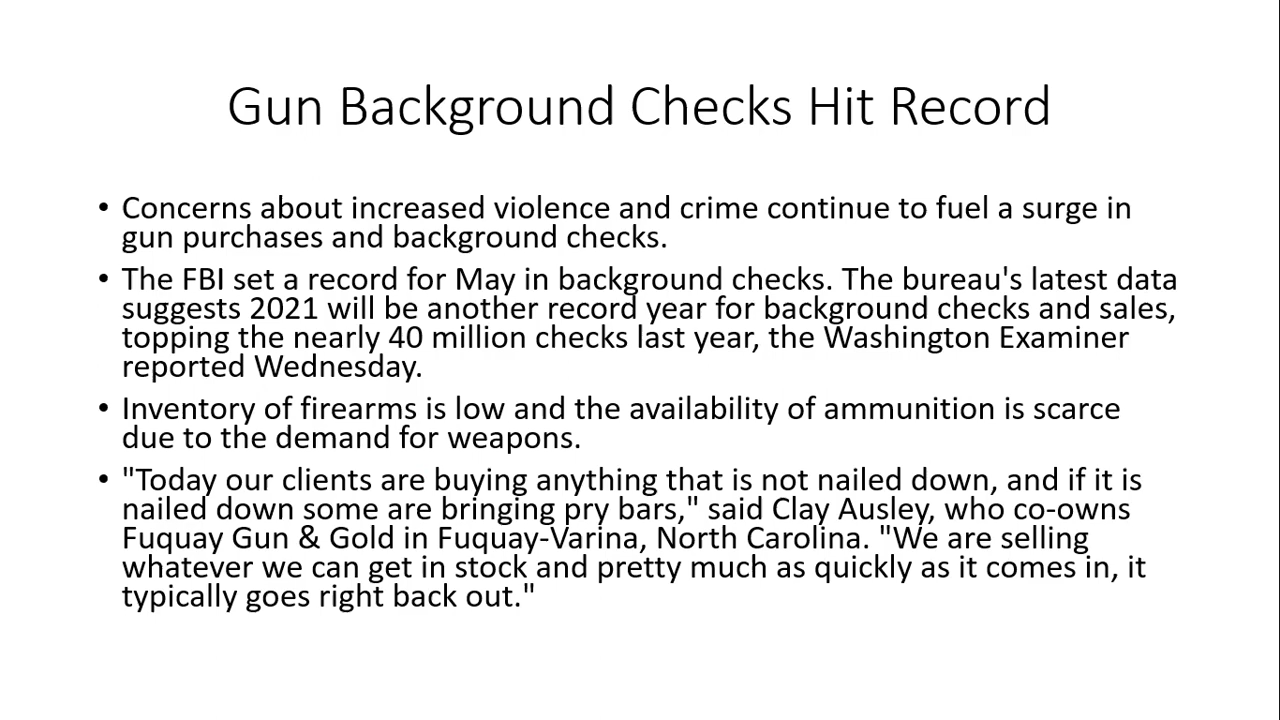 Gun Background Checks Hit Record
• Concerns about increased violence and crime continue to fuel a surge in
gun purchases and background checks.
• The FBI set a record for May in background checks. The bureau's latest data
suggests 2021 will be another record year for background checks and sales,
topping the nearly 40 million checks last year, the Washington Examiner
reported Wednesday.
• Inventory of firearms is low and the availability of ammunition is scarce
due to the demand for weapons.
• "Today our clients are buying anything that is not nailed down, and if it is
nailed down some are bringing pry bars," said Clay Ausley, who co-owns
Fuquay Gun & Gold in Fuquay-Varina, North Carolina. "We are selling
whatever we can get in stock and pretty much as quickly as it comes in, it
typically goes right back out."